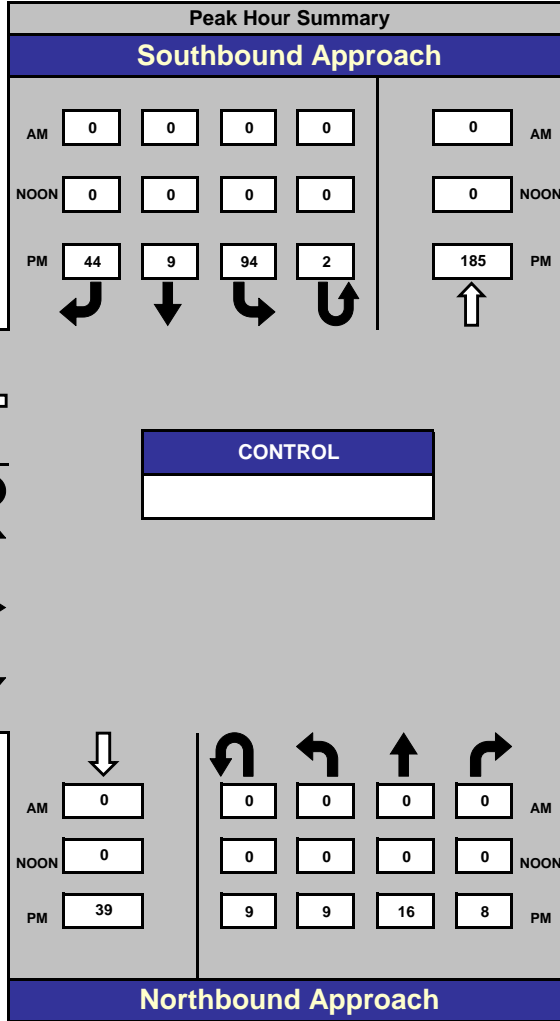 Peak Hour Summary
Southbound Approach
AM 0 0 0 0 0 AM
NOON 0 0 0 0 0 NOON
PM 44 9 94 2 185 PM
CONTROL
AM 0 0 0 0 0 AM
NOON 0 0 0 0 0 NOON
PM 39 9 9 16 8 PM
Northbound Approach